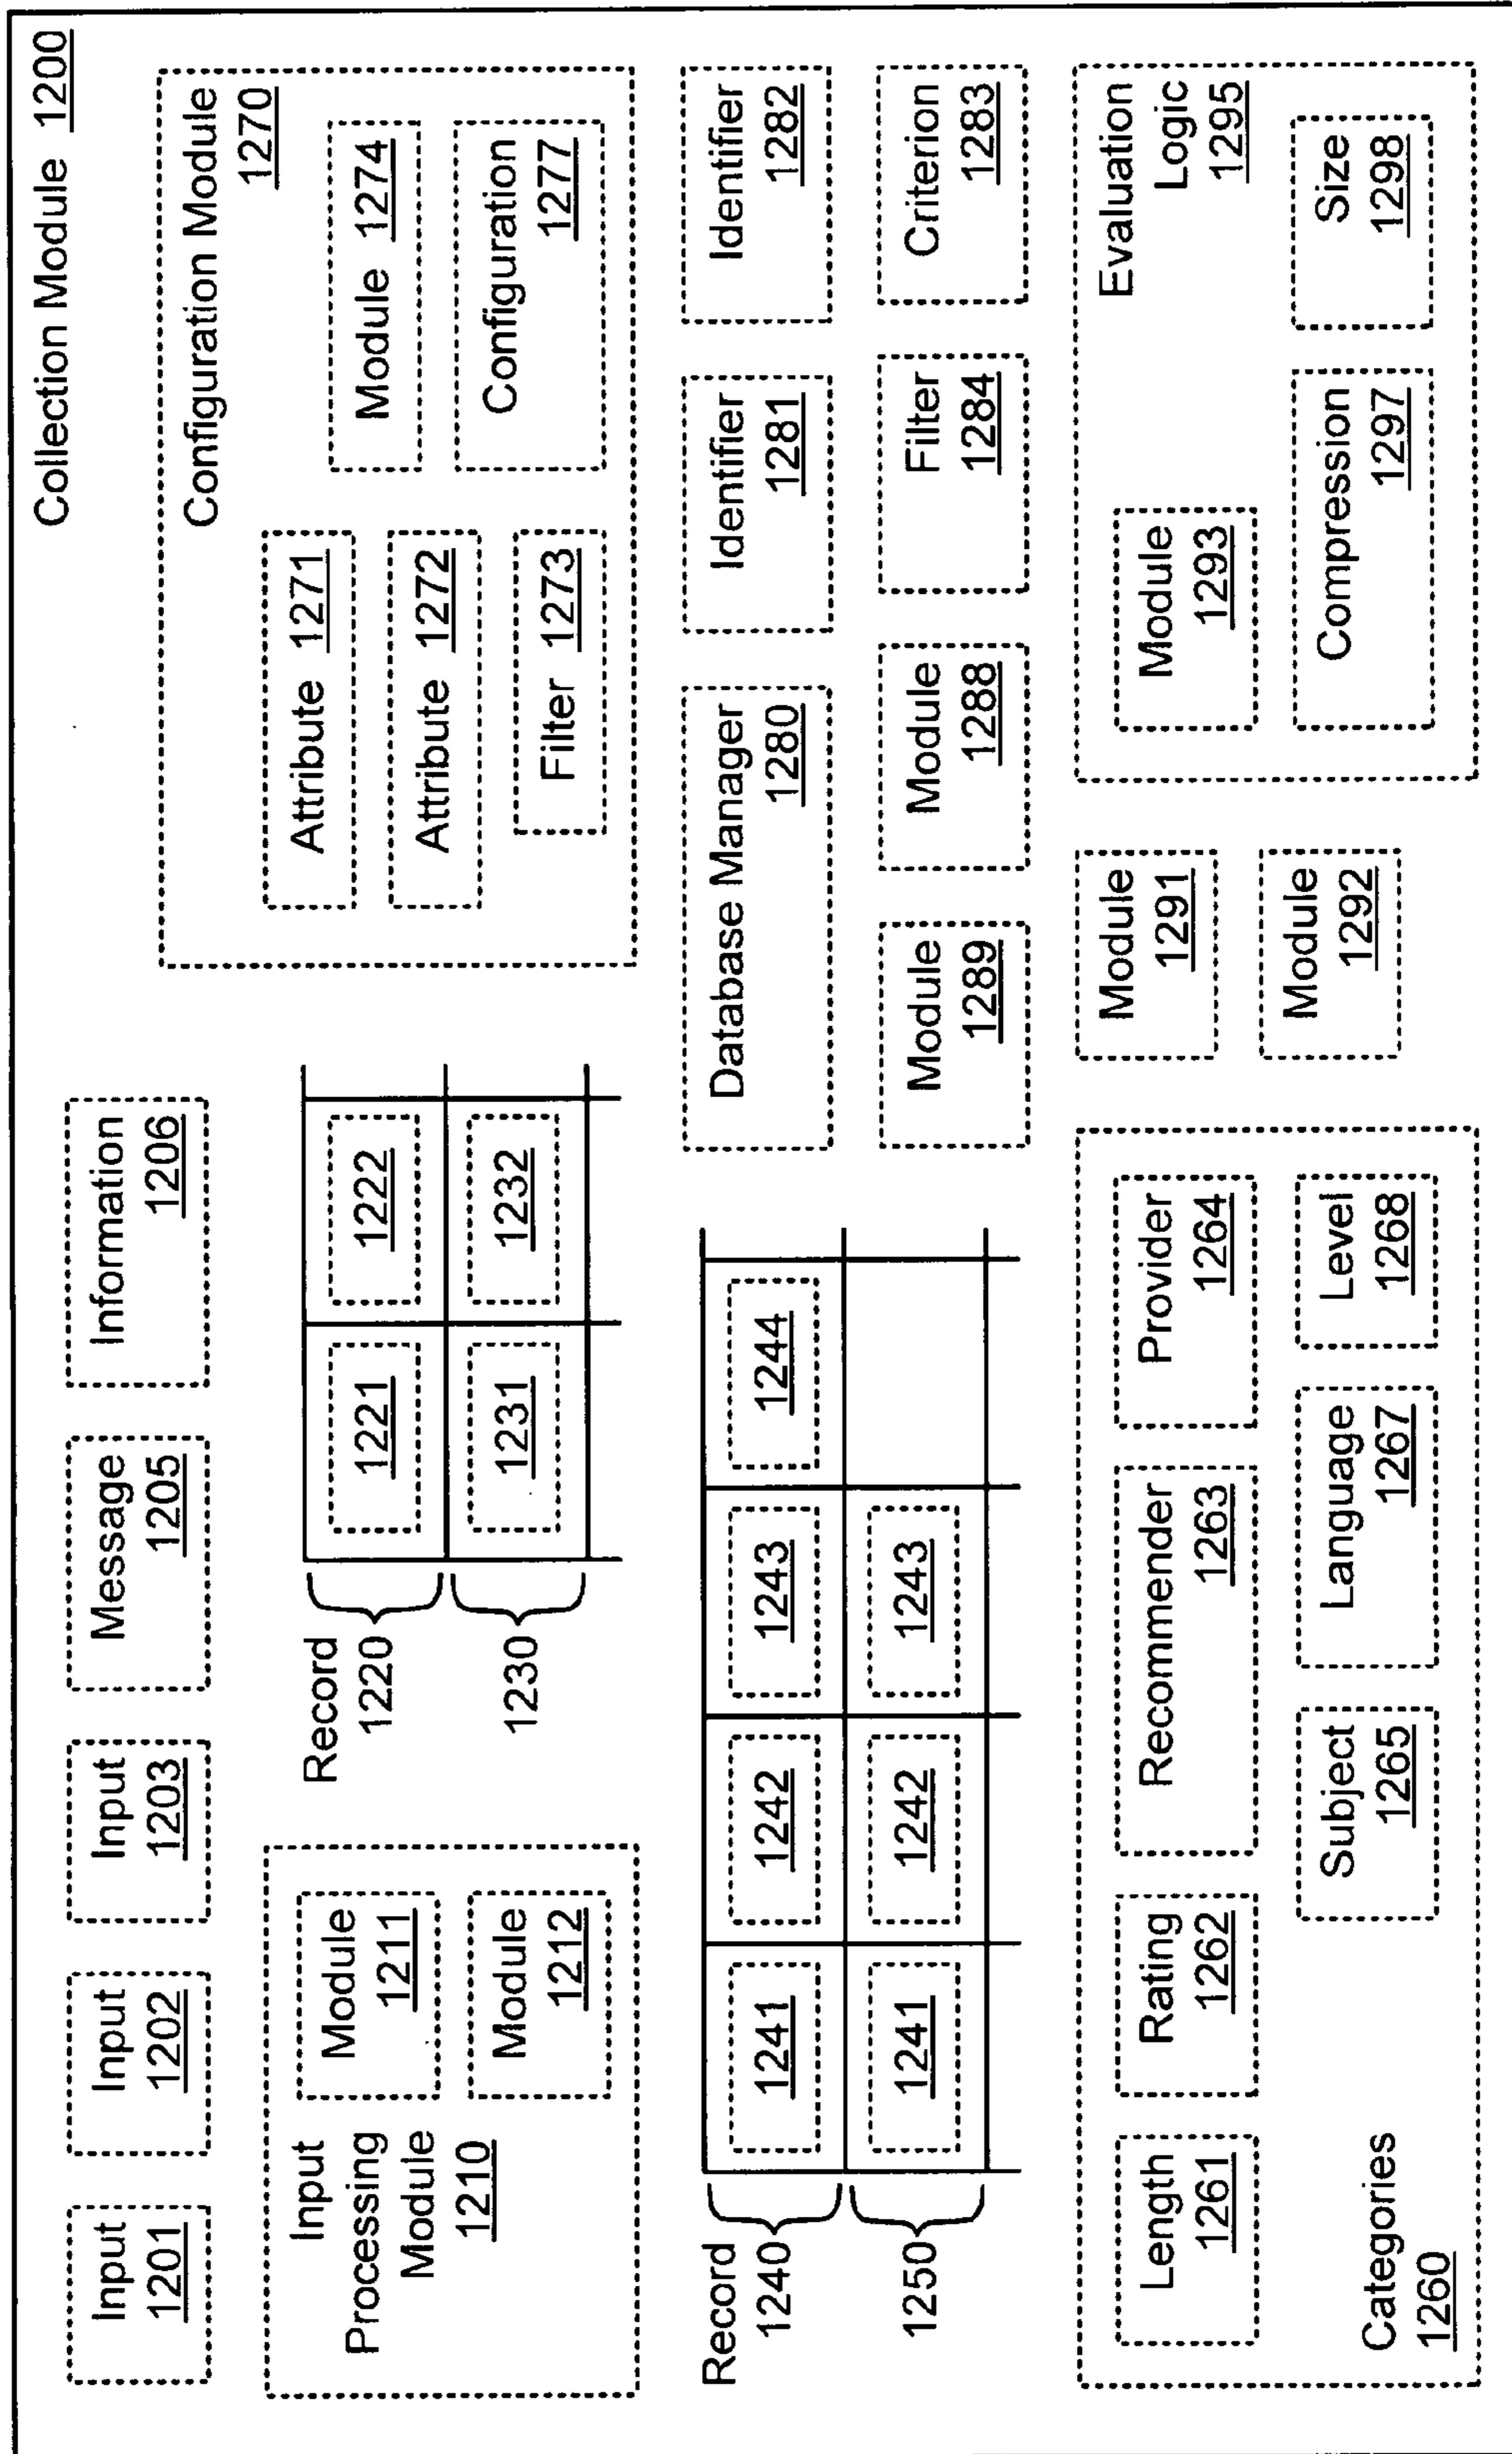 Collection Module 1200
Input
1201
Input
1202
Input
1203
Message
1205
Information
1206
Input
Processing
Module
1210
Module
1211
Module
1212
Record
1220
1221
1222
1230
1231
1232
Configuration Module
1270
Attribute 1271
Attribute 1272
Filter 1273
Module 1274
Configuration
1277
Record
1240
1241
1242
1243
1244
1250
1241
1242
1243
Database Manager
1280
Identifier
1281
Identifier
1282
Module
1289
Module
1288
Filter
1284
Criterion
1283
Categories
1260
Length
1261
Rating
1262
Recommender
1263
Provider
1264
Subject
1265
Language
1267
Level
1268
Module
1291
Module
1292
Evaluation
Logic
1295
Module
1293
Compression
1297
Size
1298